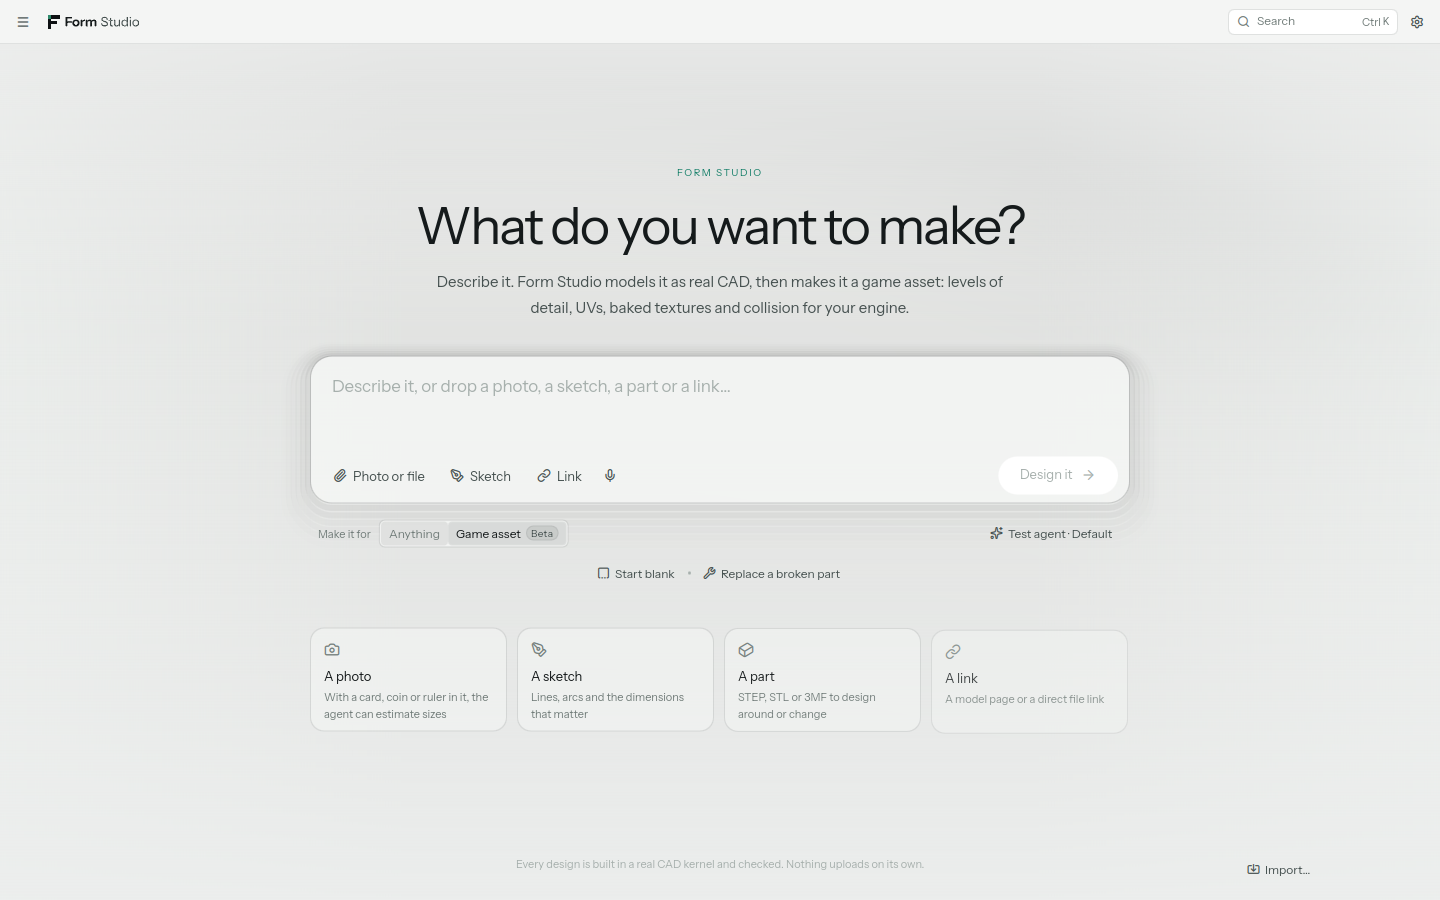 Form Studio
Search
Ctrl K
FORM STUDIO
What do you want to make?
Describe it. Form Studio models it as real CAD, then makes it a game asset: levels of
detail, UVs, baked textures and collision for your engine.
Describe it, or drop a photo, a sketch, a part or a link...
Photo or file
Sketch
Link
Design it
Make it for
Anything
Game asset
Beta
Test agent · Default
Start blank
Replace a broken part
A photo
With a card, coin or ruler in it, the
agent can estimate sizes
A sketch
Lines, arcs and the dimensions
that matter
A part
STEP, STL or 3MF to design
around or change
A link
A model page or a direct file link
Every design is built in a real CAD kernel and checked. Nothing uploads on its own.
Import...